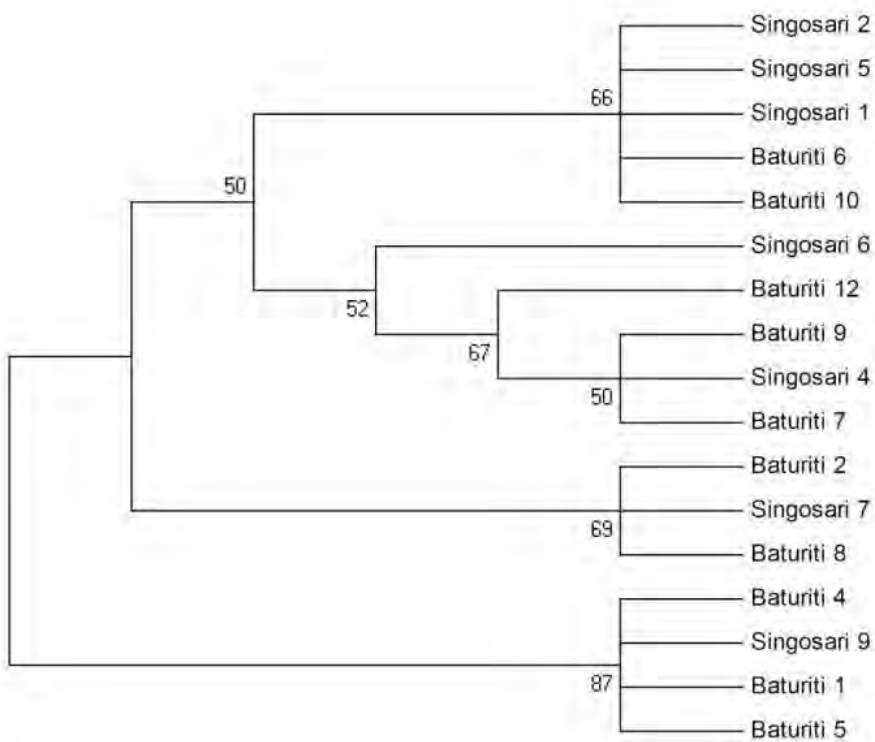 Singosari 2
Singosari 5
66
Singosari 1
Baturiti 6
50
Baturiti 10
Singosari 6
Baturiti 12
52
Baturiti 9
67
Singosari 4
50
Baturiti 7
Baturiti 2
Singosari 7
69
Baturiti 8
Baturiti 4
Singosari 9
87
Baturiti 1
Baturiti 5